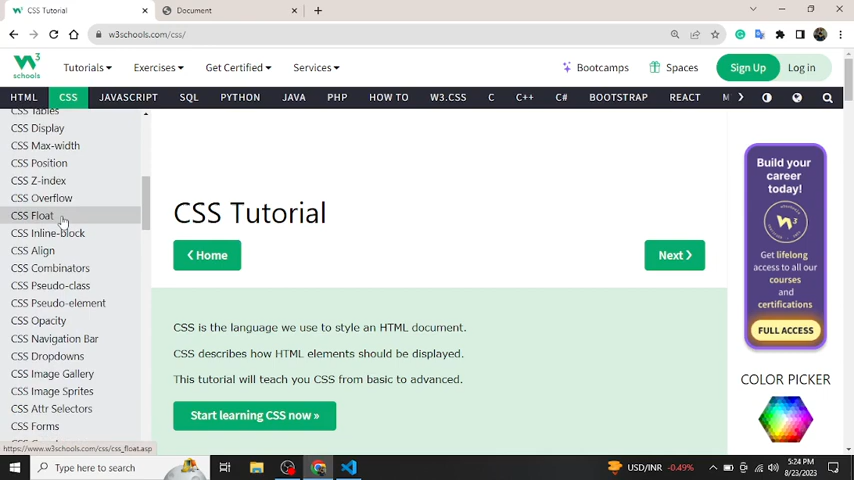 CSS Tutorial
Document
w3schools.com/css/
W3
schools
Tutorials
Exercises
Get Certified
Services
Bootcamps
Spaces
Sign Up
Log in
HTML
CSS
JAVASCRIPT
SQL
PYTHON
JAVA
PHP
HOW TO
W3.CSS
C
C++
C#
BOOTSTRAP
REACT
M
CSS Tables
CSS Display
CSS Max-width
CSS Position
CSS Z-index
CSS Overflow
CSS Float
CSS Inline-block
CSS Align
CSS Combinators
CSS Pseudo-class
CSS Pseudo-element
CSS Opacity
CSS Navigation Bar
CSS Dropdowns
CSS Image Gallery
CSS Image Sprites
CSS Attr Selectors
CSS Forms
https://www.w3schools.com/css/css_float.asp
CSS Tutorial
❮ Home
Next ❯
CSS is the language we use to style an HTML document.
CSS describes how HTML elements should be displayed.
This tutorial will teach you CSS from basic to advanced.
Start learning CSS now »
Build your
career
today!
W3
Get lifelong
access to all our
courses
and
certifications
FULL ACCESS
COLOR PICKER
Type here to search
USD/INR
-0.49%
5:24 PM
8/23/2023